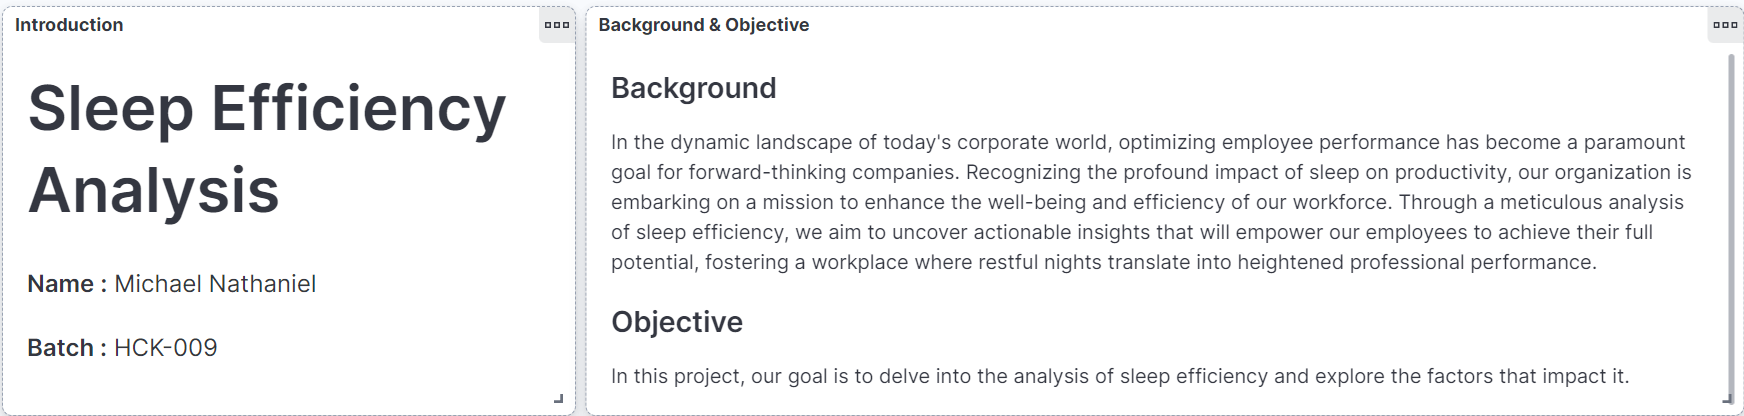 Introduction
Sleep Efficiency
Analysis
Name : Michael Nathaniel
Batch : HCK-009
Background & Objective
Background
In the dynamic landscape of today's corporate world, optimizing employee performance has become a paramount
goal for forward-thinking companies. Recognizing the profound impact of sleep on productivity, our organization is
embarking on a mission to enhance the well-being and efficiency of our workforce. Through a meticulous analysis
of sleep efficiency, we aim to uncover actionable insights that will empower our employees to achieve their full
potential, fostering a workplace where restful nights translate into heightened professional performance.
Objective
In this project, our goal is to delve into the analysis of sleep efficiency and explore the factors that impact it.